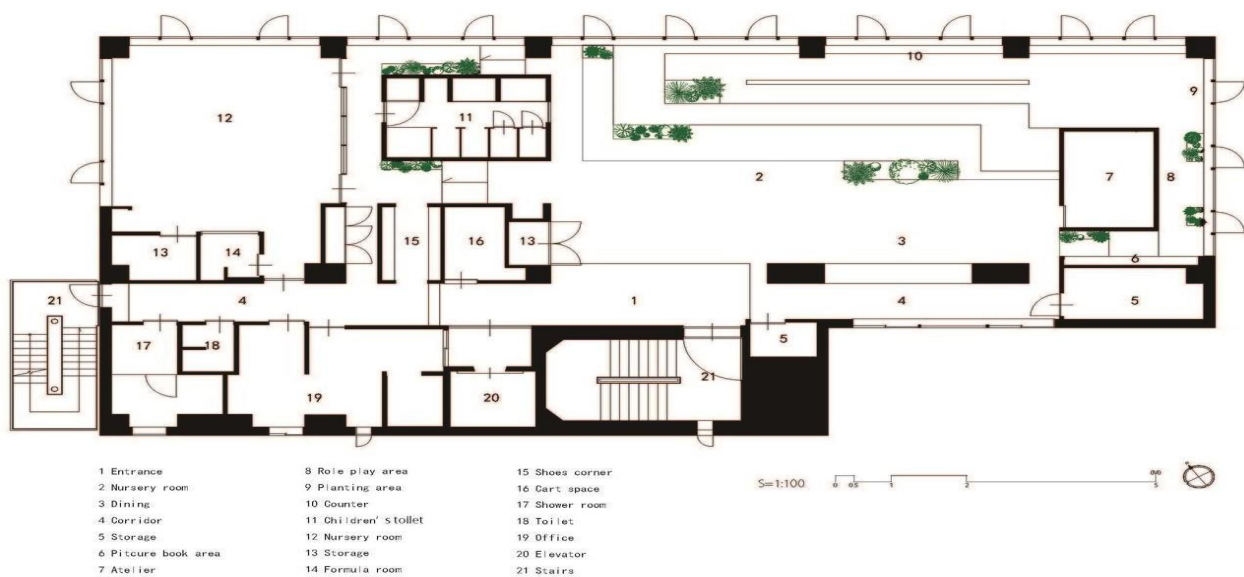 10
9
12
11
2
7
8
3
13
14
15
16
13
6
21
4
1
4
5
5
17
18
19
20
21
1 Entrance
2 Nursery room
3 Dining
4 Corridor
5 Storage
6 Pitcure book area
7 Atelier
8 Role play area
9 Planting area
10 Counter
11 Children's toilet
12 Nursery room
13 Storage
14 Formula room
15 Shoes corner
16 Cart space
17 Shower room
18 Toilet
19 Office
20 Elevator
21 Stairs
S=1:100
0 0.5 1 2 5